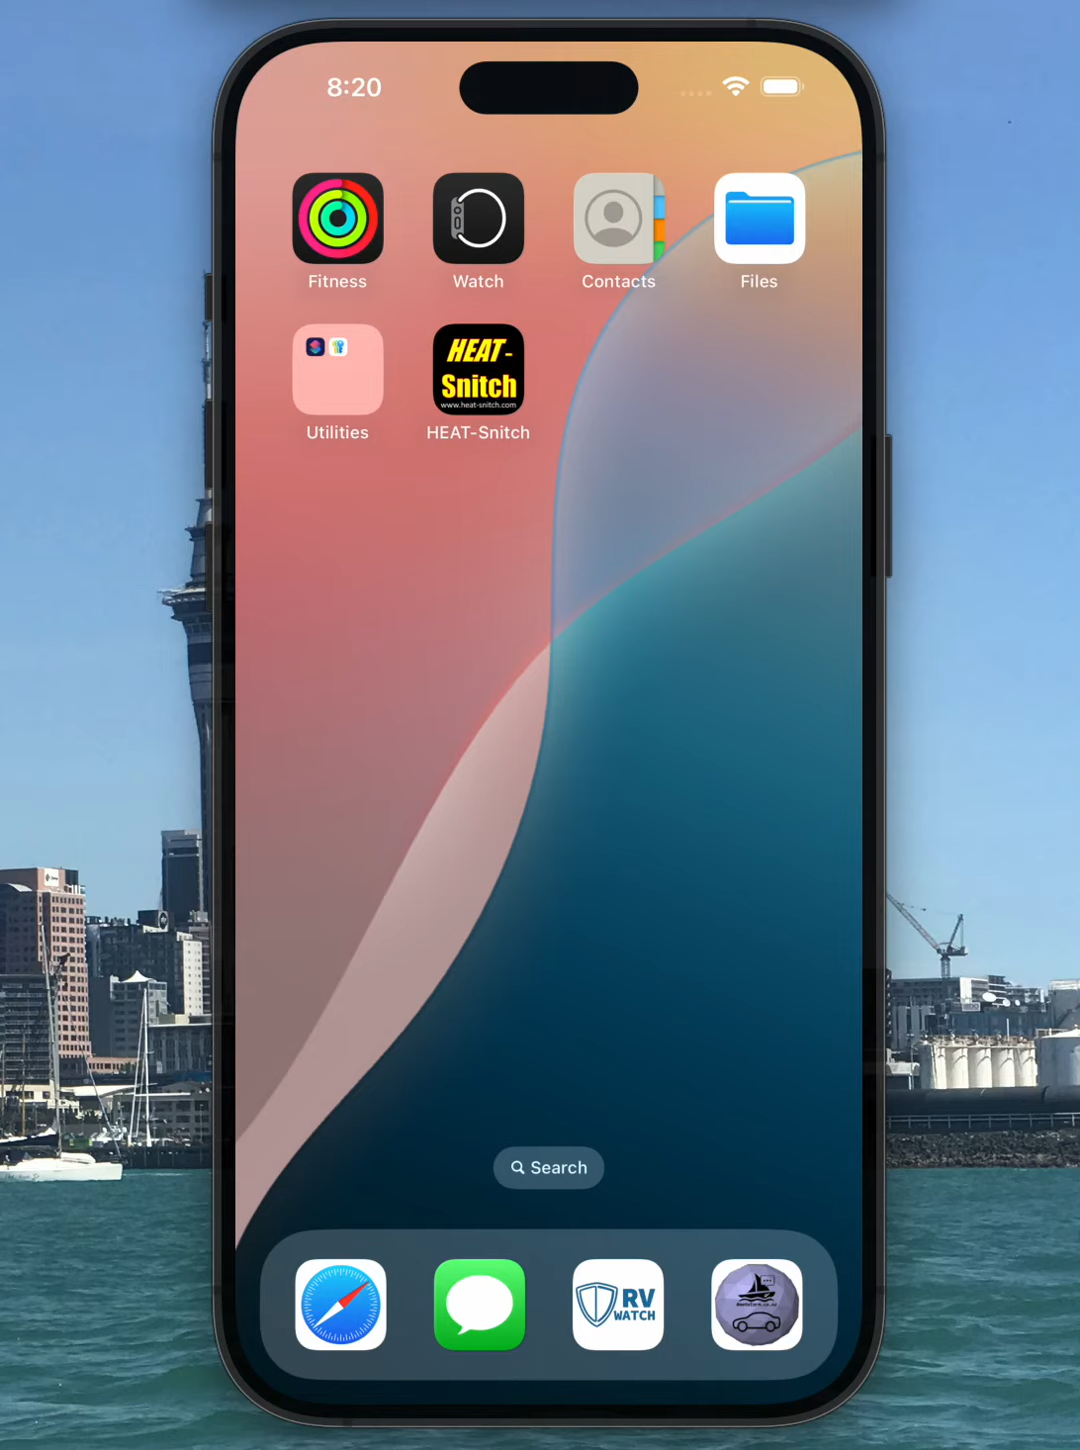 8:20
Fitness
Watch
Contacts
Files
HEAT-
Snitch
www.heat-snitch.com
Utilities
HEAT-Snitch
Search
RV
WATCH